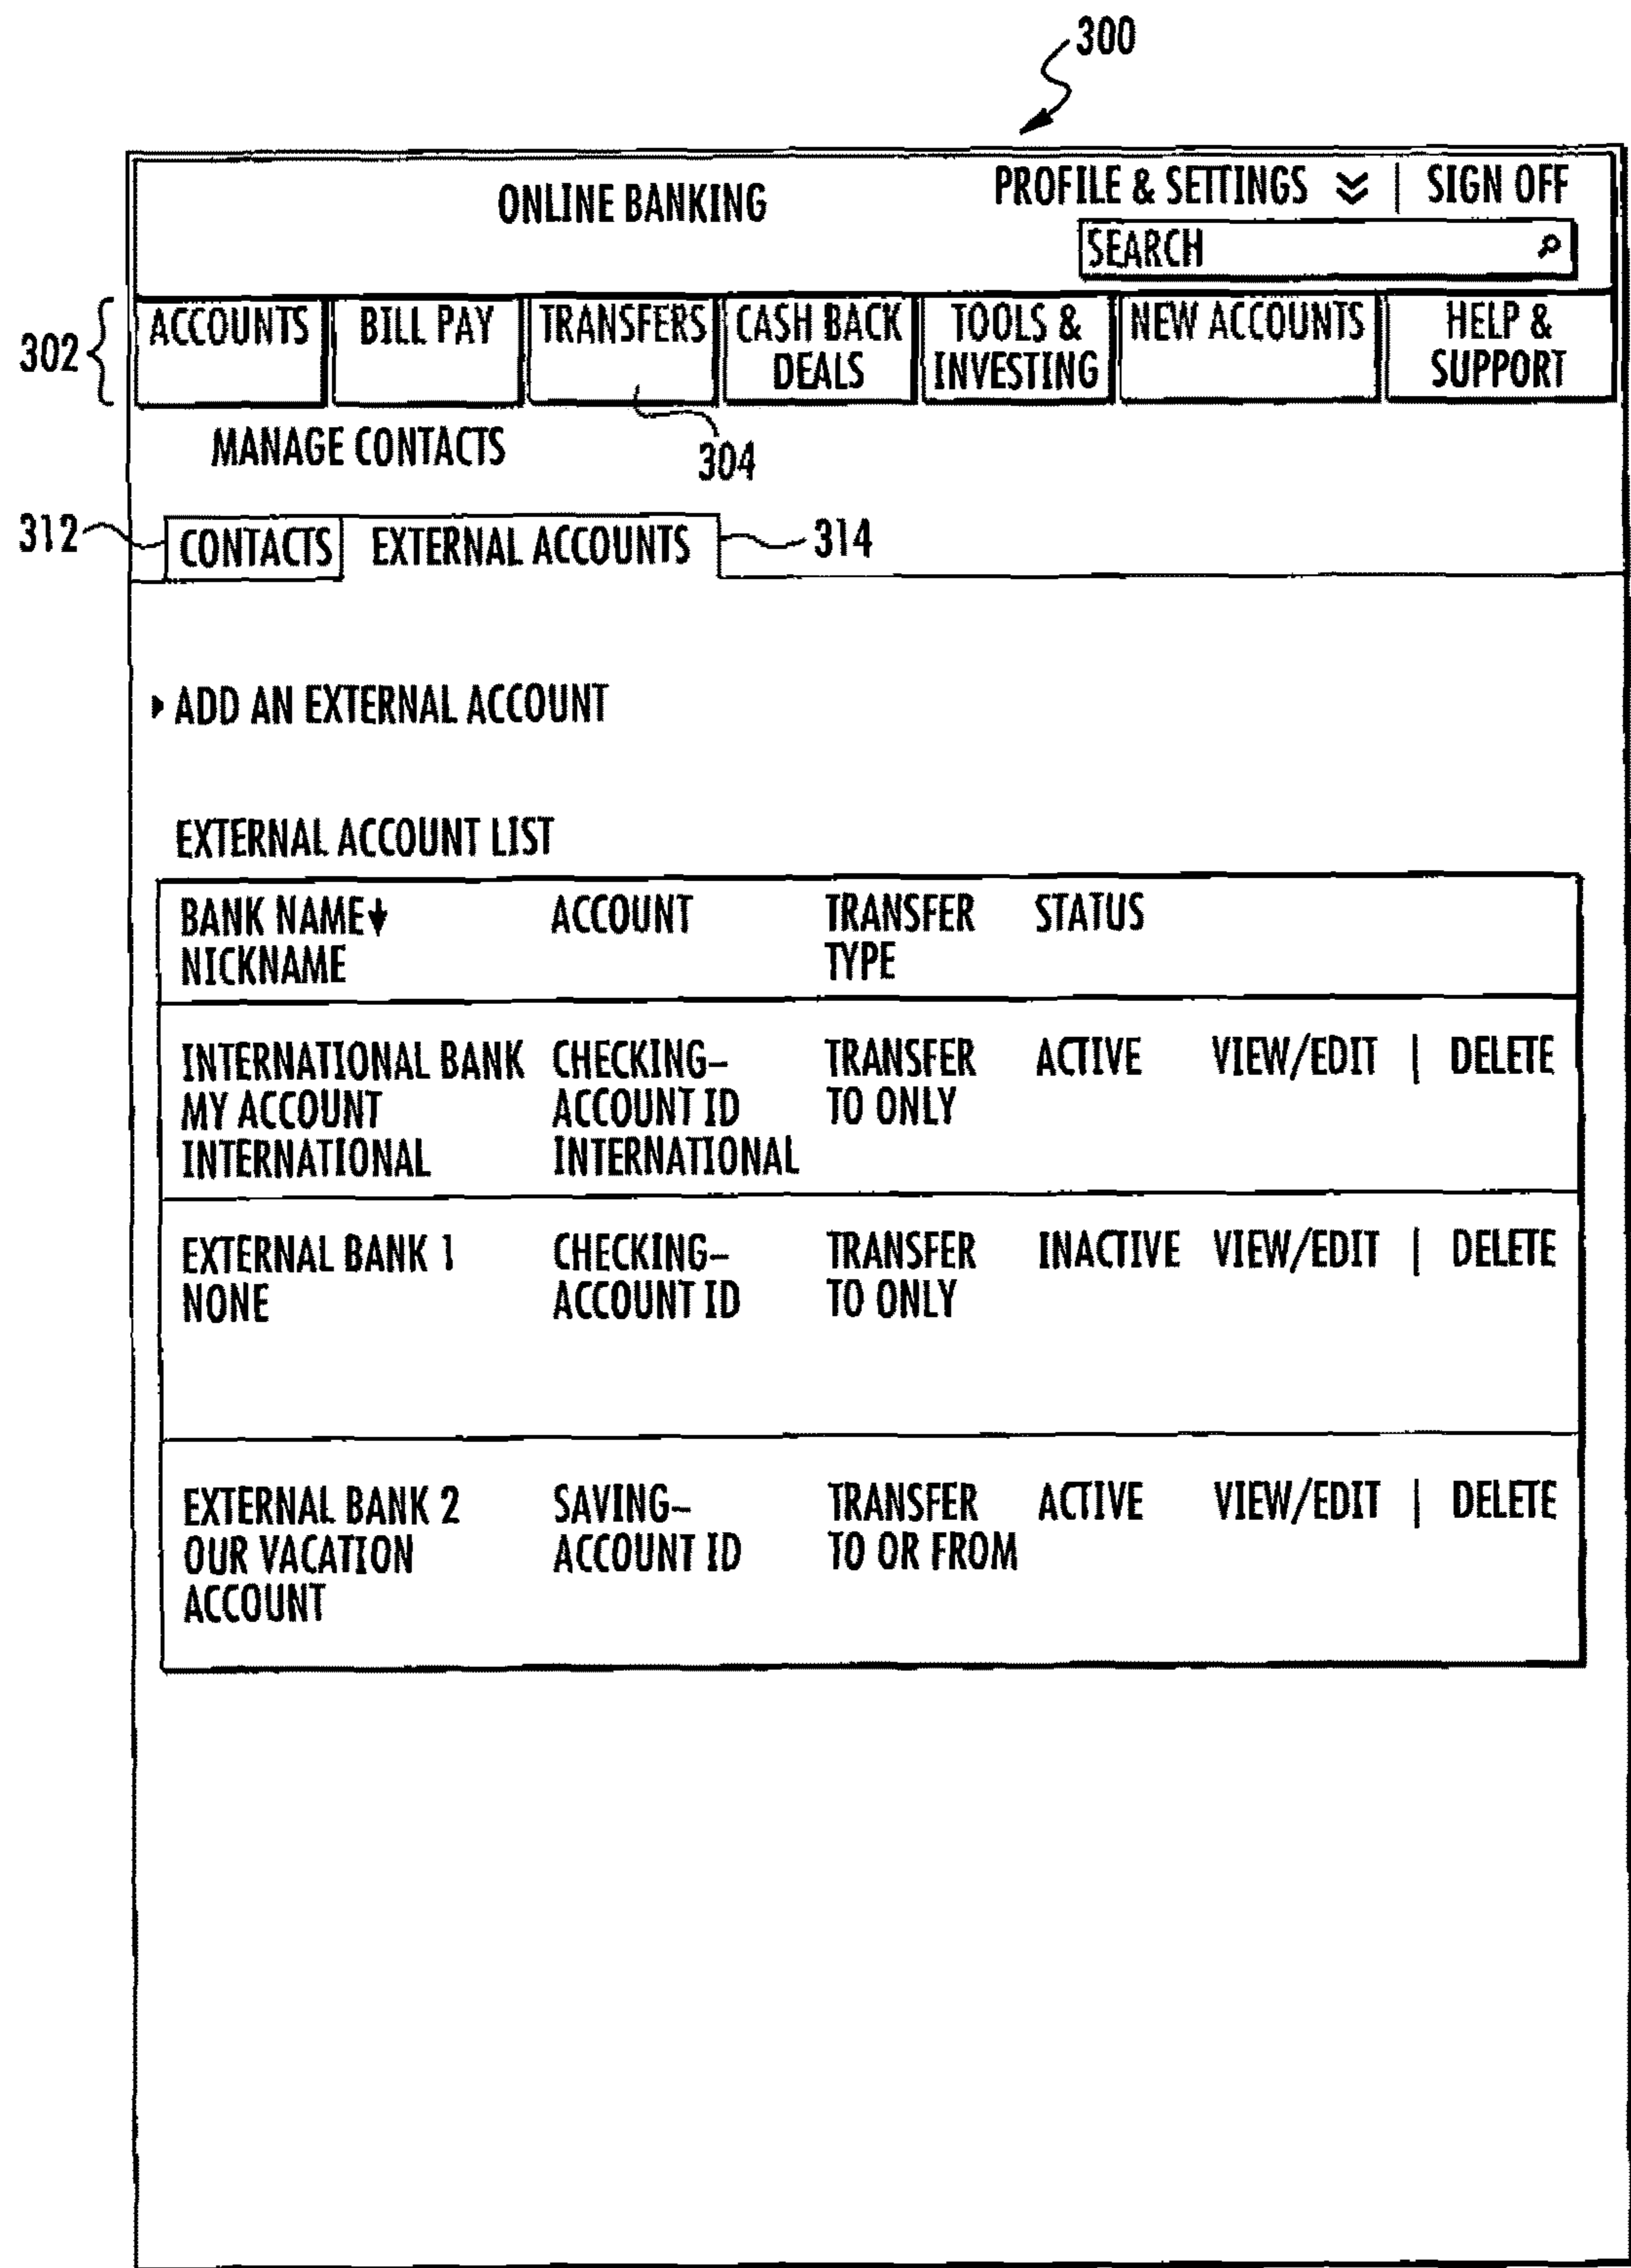 300
ONLINE BANKING
PROFILE & SETTINGS | SIGN OFF
SEARCH
302
ACCOUNTS
BILL PAY
TRANSFERS
CASH BACK
DEALS
TOOLS &
INVESTING
NEW ACCOUNTS
HELP &
SUPPORT
304
MANAGE CONTACTS
312
CONTACTS
EXTERNAL ACCOUNTS
314
ADD AN EXTERNAL ACCOUNT
EXTERNAL ACCOUNT LIST
BANK NAME
NICKNAME
ACCOUNT
TRANSFER
TYPE
STATUS
INTERNATIONAL BANK
MY ACCOUNT
INTERNATIONAL
CHECKING–
ACCOUNT ID
INTERNATIONAL
TRANSFER
TO ONLY
ACTIVE
VIEW/EDIT | DELETE
EXTERNAL BANK 1
NONE
CHECKING–
ACCOUNT ID
TRANSFER
TO ONLY
INACTIVE
VIEW/EDIT | DELETE
EXTERNAL BANK 2
OUR VACATION
ACCOUNT
SAVING–
ACCOUNT ID
TRANSFER
TO OR FROM
ACTIVE
VIEW/EDIT | DELETE